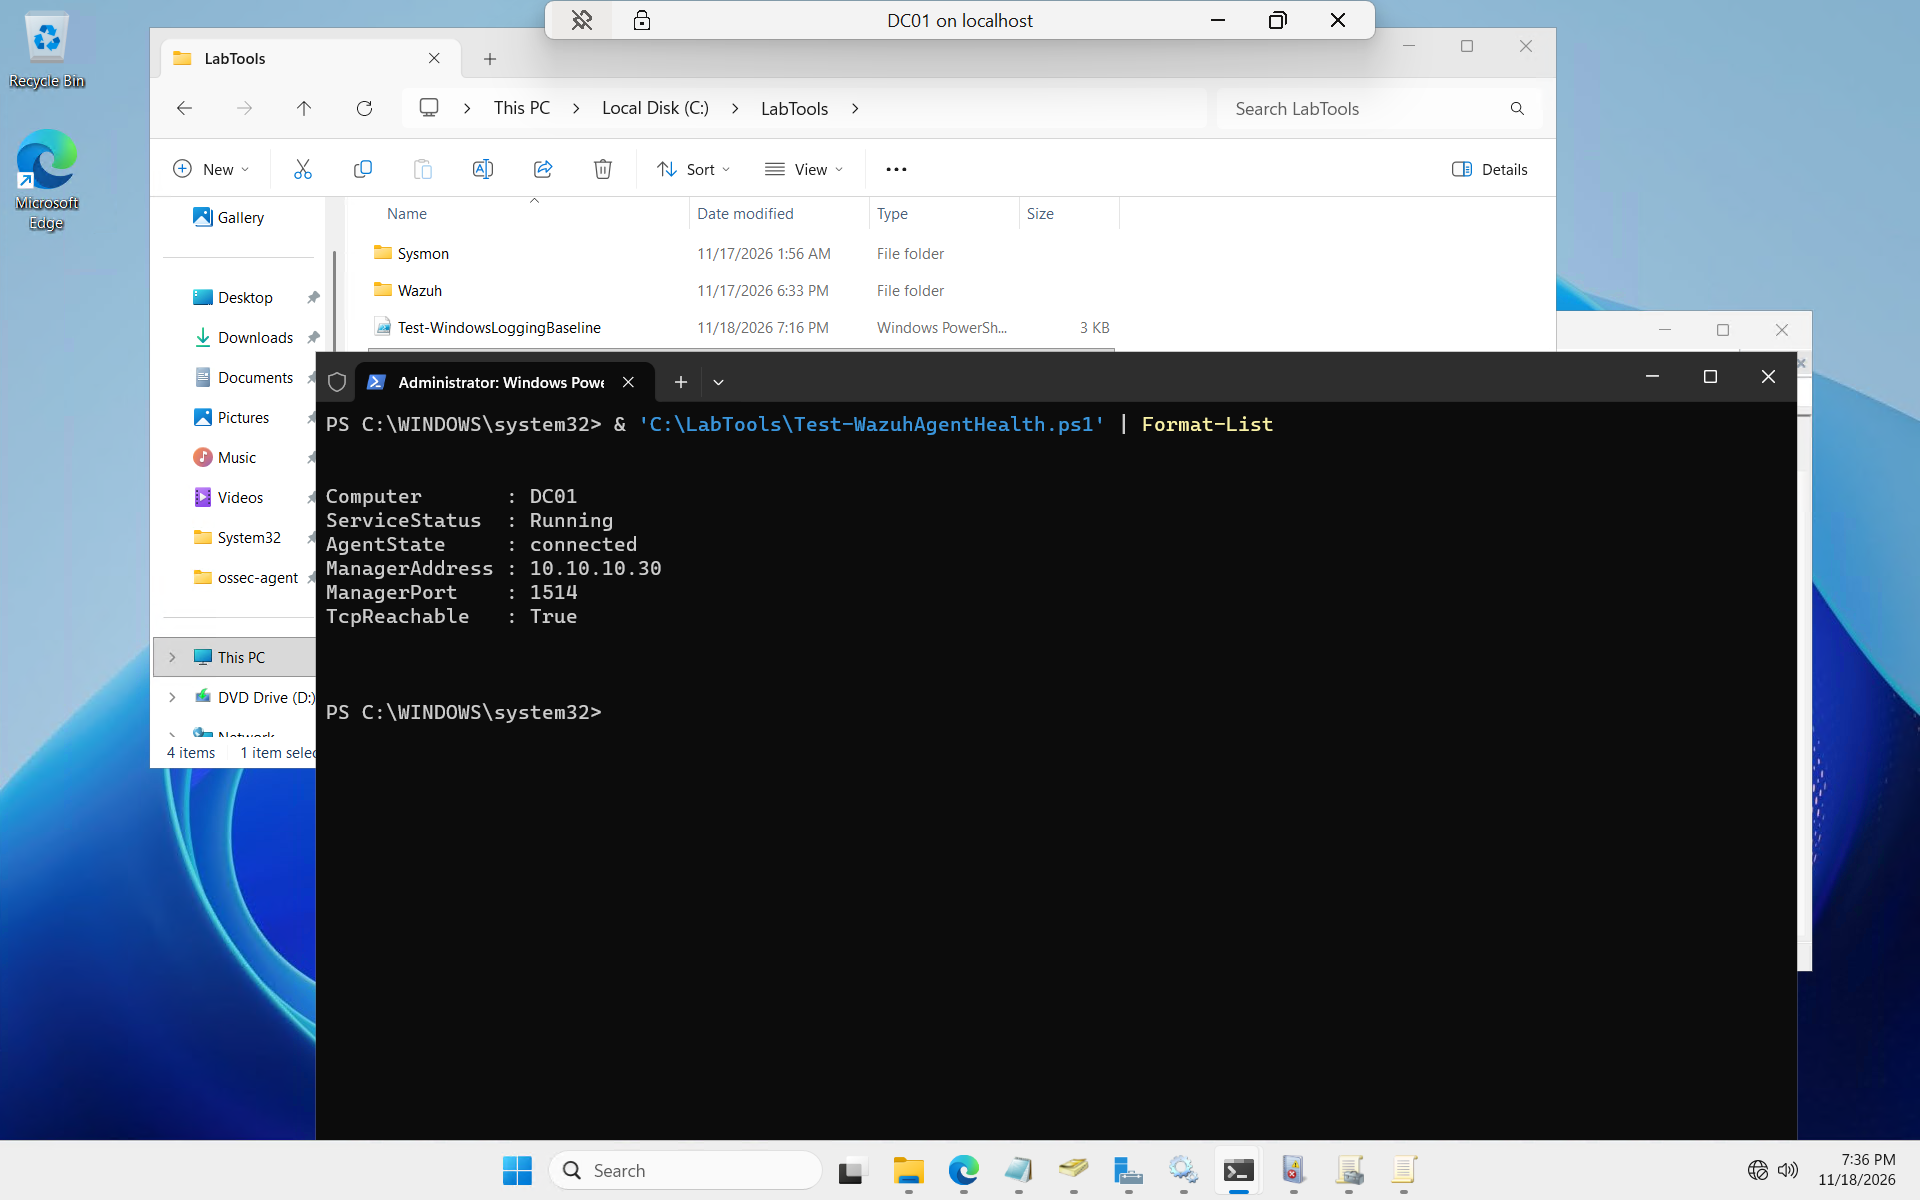 DC01 on localhost
Recycle Bin
Microsoft
Edge
LabTools
This PC
Local Disk (C:)
LabTools
Search LabTools
New
Sort
View
Details
Gallery
Desktop
Downloads
Documents
Pictures
Music
Videos
System32
ossec-agent
This PC
DVD Drive (D:)
Network
4 items
1 item selec
Name
Date modified
Type
Size
Sysmon
11/17/2026 1:56 AM
File folder
Wazuh
11/17/2026 6:33 PM
File folder
Test-WindowsLoggingBaseline
11/18/2026 7:16 PM
Windows PowerSh...
3 KB
Administrator: Windows Powe
PS C:\WINDOWS\system32> & 'C:\LabTools\Test-WazuhAgentHealth.ps1' | Format-List
Computer : DC01
ServiceStatus : Running
AgentState : connected
ManagerAddress : 10.10.10.30
ManagerPort : 1514
TcpReachable : True
PS C:\WINDOWS\system32>
Search
7:36 PM
11/18/2026